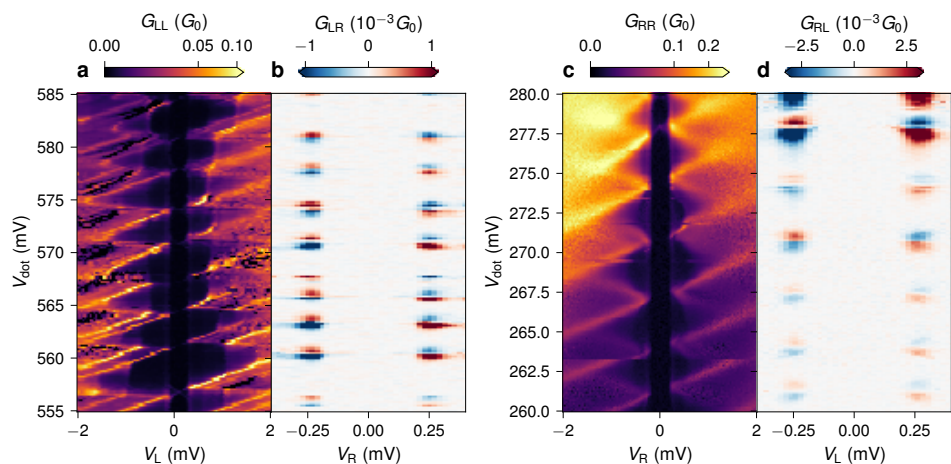 G_LL (G_0)
G_LR (10^−3 G_0)
G_RR (G_0)
G_RL (10^−3 G_0)
0.00 0.05 0.10
−1 0 1
0.0 0.1 0.2
−2.5 0.0 2.5
a b c d
585
580
575
570
565
560
555
V_dot (mV)
280.0
277.5
275.0
272.5
270.0
267.5
265.0
262.5
260.0
V_dot (mV)
−2 0 2
−0.25 0.00 0.25
−2 0 2
−0.25 0.00 0.25
V_L (mV)
V_R (mV)
V_R (mV)
V_L (mV)